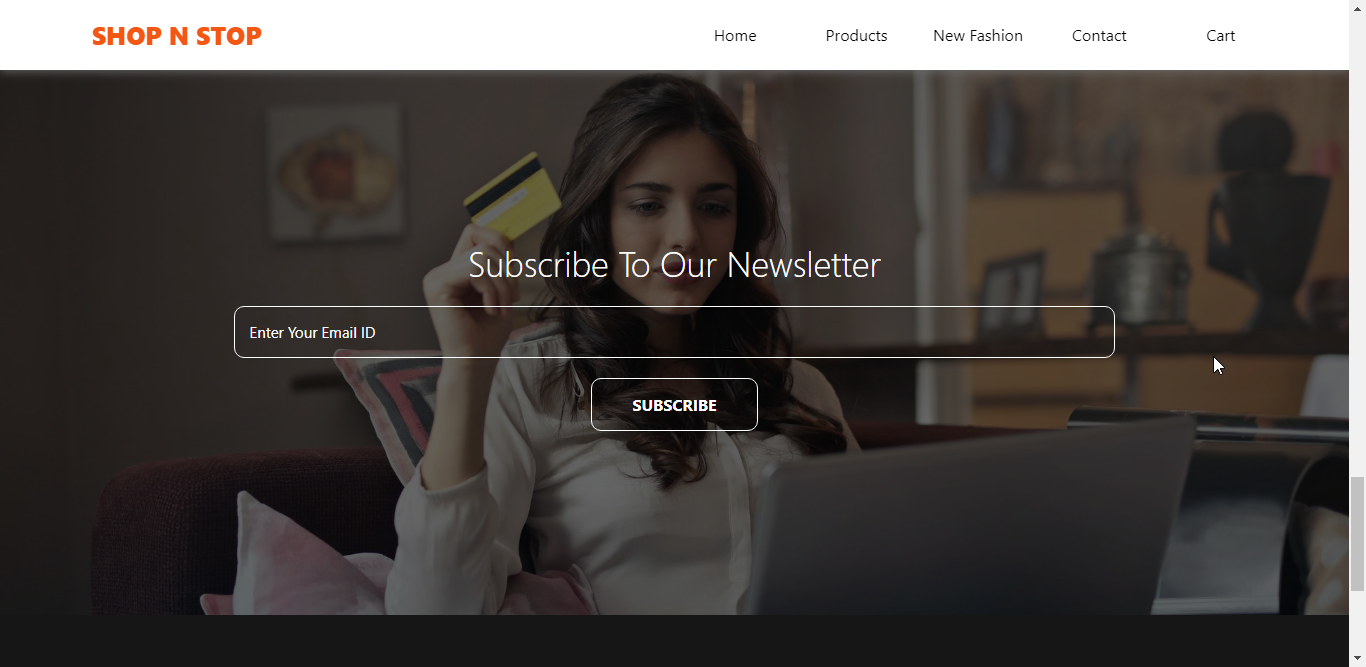 SHOP N STOP
Home Products New Fashion Contact Cart
Subscribe To Our Newsletter
Enter Your Email ID
SUBSCRIBE